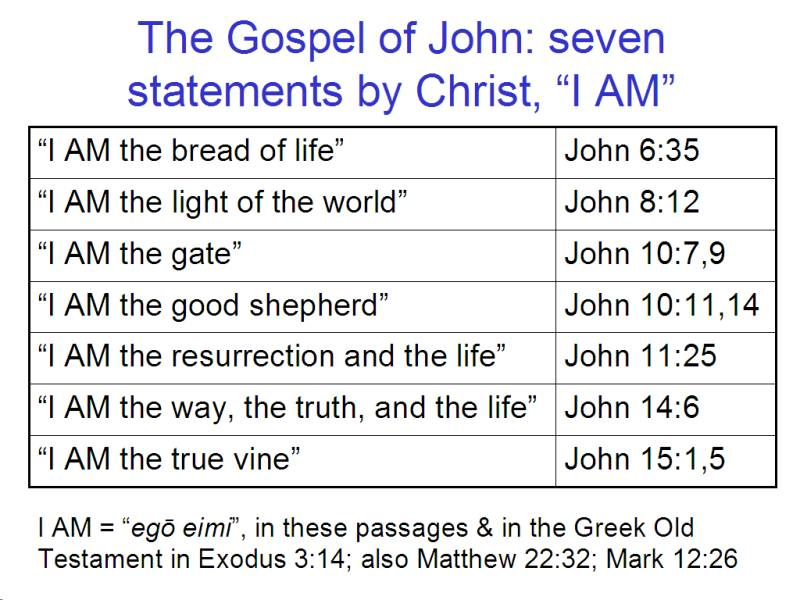 The Gospel of John: seven
statements by Christ, “I AM”
“I AM the bread of life” John 6:35
“I AM the light of the world” John 8:12
“I AM the gate” John 10:7,9
“I AM the good shepherd” John 10:11,14
“I AM the resurrection and the life” John 11:25
“I AM the way, the truth, and the life” John 14:6
“I AM the true vine” John 15:1,5
I AM = “egō eimi”, in these passages & in the Greek Old
Testament in Exodus 3:14; also Matthew 22:32; Mark 12:26